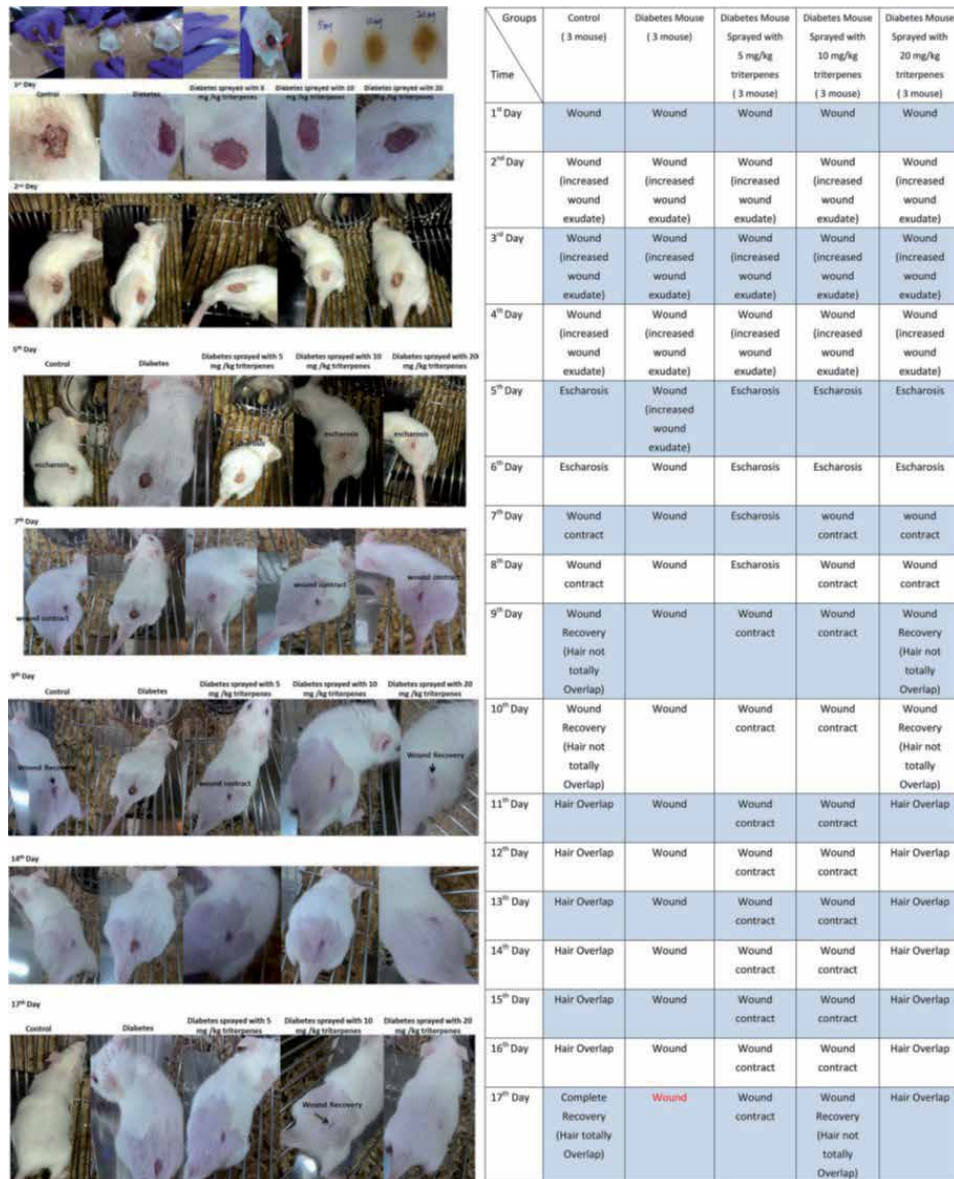 5mg 10mg 20mg
1st Day
Control Diabetes Diabetes sprayed with 5 mg /kg triterpenes Diabetes sprayed with 10 mg /kg triterpenes Diabetes sprayed with 20 mg /kg triterpenes
2nd Day
5th Day
Control Diabetes Diabetes sprayed with 5 mg /kg triterpenes Diabetes sprayed with 10 mg /kg triterpenes Diabetes sprayed with 20 mg /kg triterpenes
escharosis escharosis escharosis
7th Day
wound contract wound contract wound contract
9th Day
Control Diabetes Diabetes sprayed with 5 mg /kg triterpenes Diabetes sprayed with 10 mg /kg triterpenes Diabetes sprayed with 20 mg /kg triterpenes
Wound Recovery wound contract Wound Recovery
14th Day
17th Day
Control Diabetes Diabetes sprayed with 5 mg /kg triterpenes Diabetes sprayed with 10 mg /kg triterpenes Diabetes sprayed with 20 mg /kg triterpenes
Wound Recovery
Groups Time Control ( 3 mouse) Diabetes Mouse ( 3 mouse) Diabetes Mouse Sprayed with 5 mg/kg triterpenes ( 3 mouse) Diabetes Mouse Sprayed with 10 mg/kg triterpenes ( 3 mouse) Diabetes Mouse Sprayed with 20 mg/kg triterpenes ( 3 mouse)
1st Day Wound Wound Wound Wound Wound
2nd Day Wound (increased wound exudate) Wound (increased wound exudate) Wound (increased wound exudate) Wound (increased wound exudate) Wound (increased wound exudate)
3rd Day Wound (increased wound exudate) Wound (increased wound exudate) Wound (increased wound exudate) Wound (increased wound exudate) Wound (increased wound exudate)
4th Day Wound (increased wound exudate) Wound (increased wound exudate) Wound (increased wound exudate) Wound (increased wound exudate) Wound (increased wound exudate)
5th Day Escharosis Wound (increased wound exudate) Escharosis Escharosis Escharosis
6th Day Escharosis Wound Escharosis Escharosis Escharosis
7th Day Wound contract Wound Escharosis wound contract wound contract
8th Day Wound contract Wound Escharosis Wound contract Wound contract
9th Day Wound Recovery (Hair not totally Overlap) Wound Wound contract Wound contract Wound Recovery (Hair not totally Overlap)
10th Day Wound Recovery (Hair not totally Overlap) Wound Wound contract Wound contract Wound Recovery (Hair not totally Overlap)
11th Day Hair Overlap Wound Wound contract Wound contract Hair Overlap
12th Day Hair Overlap Wound Wound contract Wound contract Hair Overlap
13th Day Hair Overlap Wound Wound contract Wound contract Hair Overlap
14th Day Hair Overlap Wound Wound contract Wound contract Hair Overlap
15th Day Hair Overlap Wound Wound contract Wound contract Hair Overlap
16th Day Hair Overlap Wound Wound contract Wound contract Hair Overlap
17th Day Complete Recovery (Hair totally Overlap) Wound Wound contract Wound Recovery (Hair not totally Overlap) Hair Overlap